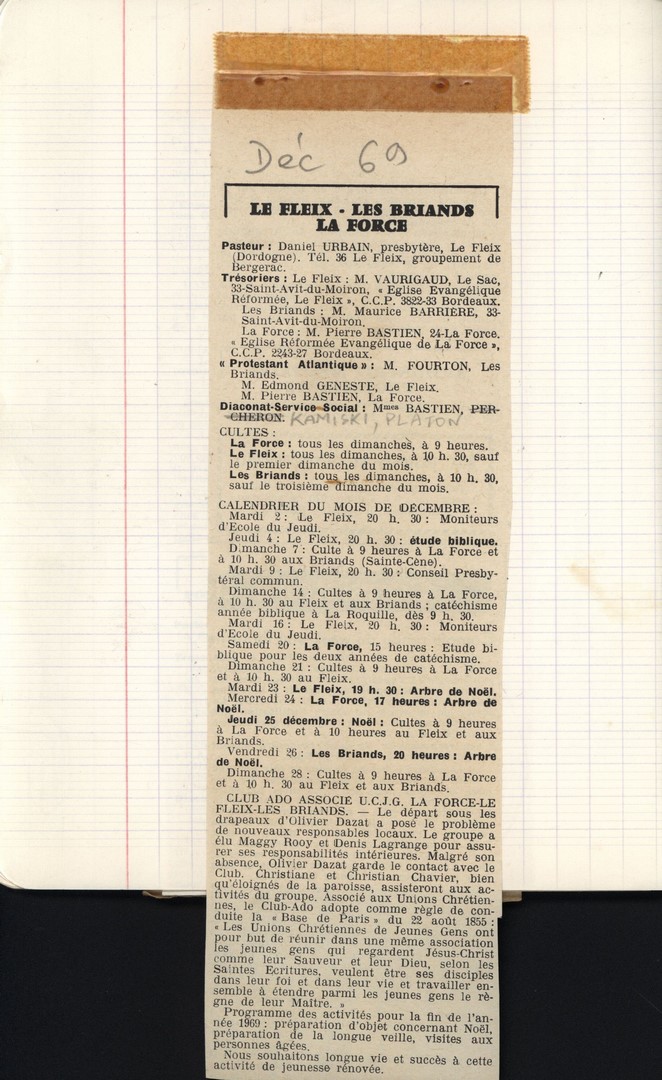 Déc 69
LE FLEIX - LES BRIANDS
LA FORCE
Pasteur : Daniel URBAIN, presbytère, Le Fleix
(Dordogne). Tél. 36 Le Fleix, groupement de
Bergerac.
Trésoriers : Le Fleix : M. VAURIGAUD, Le Sac,
33-Saint-Avit-du-Moiron, « Eglise Evangélique
Réformée, Le Fleix », C.C.P. 3822-33 Bordeaux.
Les Briands : M. Maurice BARRIÈRE, 33-
Saint-Avit-du-Moiron.
La Force : M. Pierre BASTIEN, 24-La Force.
« Eglise Réformée Evangélique de La Force »,
C.C.P. 2243-27 Bordeaux.
« Protestant Atlantique » : M. FOURTON, Les
Briands.
M. Edmond GENESTE, Le Fleix.
M. Pierre BASTIEN, La Force.
Diaconat-Service Social : Mmes BASTIEN, PER-
CHERON. KAMISKI, PLATON
CULTES :
La Force : tous les dimanches, à 9 heures.
Le Fleix : tous les dimanches, à 10 h. 30, sauf
le premier dimanche du mois.
Les Briands : tous les dimanches, à 10 h. 30,
sauf le troisième dimanche du mois.
CALENDRIER DU MOIS DE DÉCEMBRE :
Mardi 2 : Le Fleix, 20 h. 30 : Moniteurs
d'Ecole du Jeudi.
Jeudi 4 : Le Fleix, 20 h. 30 : étude biblique.
Dimanche 7 : Culte à 9 heures à La Force et
à 10 h. 30 aux Briands (Sainte-Cène).
Mardi 9 : Le Fleix, 20 h. 30 : Conseil Presby-
téral commun.
Dimanche 14 : Cultes à 9 heures à La Force,
à 10 h. 30 au Fleix et aux Briands ; catéchisme
année biblique à La Roquille, dès 9 h. 30.
Mardi 16 : Le Fleix, 20 h. 30 : Moniteurs
d'Ecole du Jeudi.
Samedi 20 : La Force, 15 heures : Etude bi-
blique pour les deux années de catéchisme.
Dimanche 21 : Cultes à 9 heures à La Force
et à 10 h. 30 au Fleix.
Mardi 23 : Le Fleix, 19 h. 30 : Arbre de Noël.
Mercredi 24 : La Force, 17 heures : Arbre de
Noël.
Jeudi 25 décembre : Noël : Cultes à 9 heures
à La Force et à 10 heures au Fleix et aux
Briands.
Vendredi 26 : Les Briands, 20 heures : Arbre
de Noël.
Dimanche 28 : Cultes à 9 heures à La Force
et à 10 h. 30 au Fleix et aux Briands.
CLUB ADO ASSOCIÉ U.C.J.G. LA FORCE-LE
FLEIX-LES BRIANDS. — Le départ sous les
drapeaux d'Olivier Dazat a posé le problème
de nouveaux responsables locaux. Le groupe a
élu Maggy Rooy et Denis Lagrange pour assu-
rer ses responsabilités intérieures. Malgré son
absence, Olivier Dazat garde le contact avec le
Club. Christiane et Christian Chavier, bien
qu'éloignés de la paroisse, assisteront aux ac-
tivités du groupe. Associé aux Unions Chrétien-
nes, le Club-Ado adopte comme règle de con-
duite la « Base de Paris » du 22 août 1855 :
« Les Unions Chrétiennes de Jeunes Gens ont
pour but de réunir dans une même association
les jeunes gens qui regardent Jésus-Christ
comme leur Sauveur et leur Dieu, selon les
Saintes Ecritures, veulent être ses disciples
dans leur foi et dans leur vie et travailler en-
semble à étendre parmi les jeunes gens le rè-
gne de leur Maître. »
Programme des activités pour la fin de l'an-
née 1969 : préparation d'objet concernant Noël,
préparation de la longue veille, visites aux
personnes âgées.
Nous souhaitons longue vie et succès à cette
activité de jeunesse rénovée.